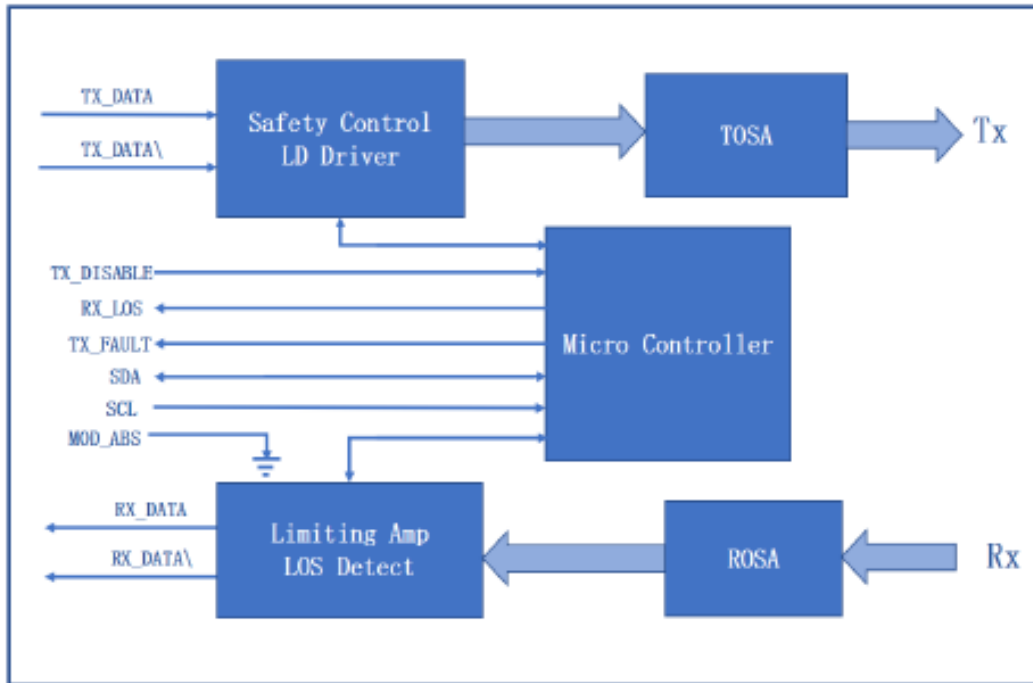 TX_DATA
TX_DATA\
Safety Control
LD Driver
TOSA
Tx
TX_DISABLE
RX_LOS
TX_FAULT
SDA
SCL
MOD_ABS
Micro Controller
RX_DATA
RX_DATA\
Limiting Amp
LOS Detect
ROSA
Rx